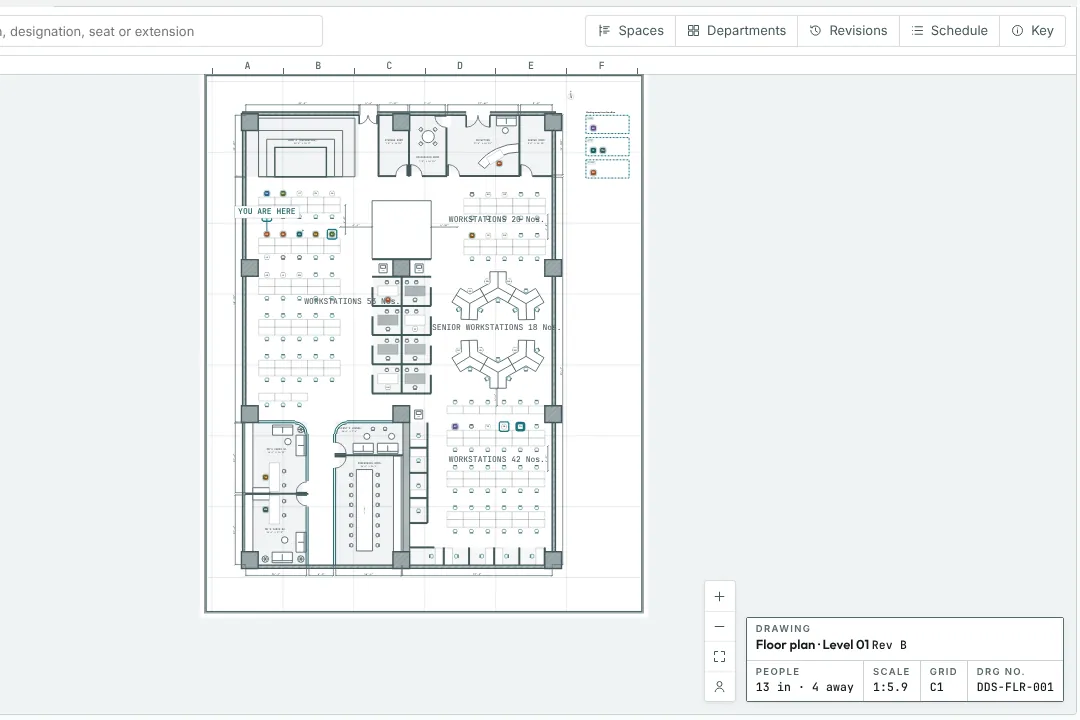 , designation, seat or extension
Spaces
Departments
Revisions
Schedule
Key
A B C D E F
YOU ARE HERE
WORKSTATIONS 20 Nos.
WORKSTATIONS 53 Nos.
SENIOR WORKSTATIONS 18 Nos.
WORKSTATIONS 42 Nos.
DRAWING
Floor plan · Level 01 Rev B
PEOPLE SCALE GRID DRG NO.
13 in · 4 away 1:5.9 C1 DDS-FLR-001